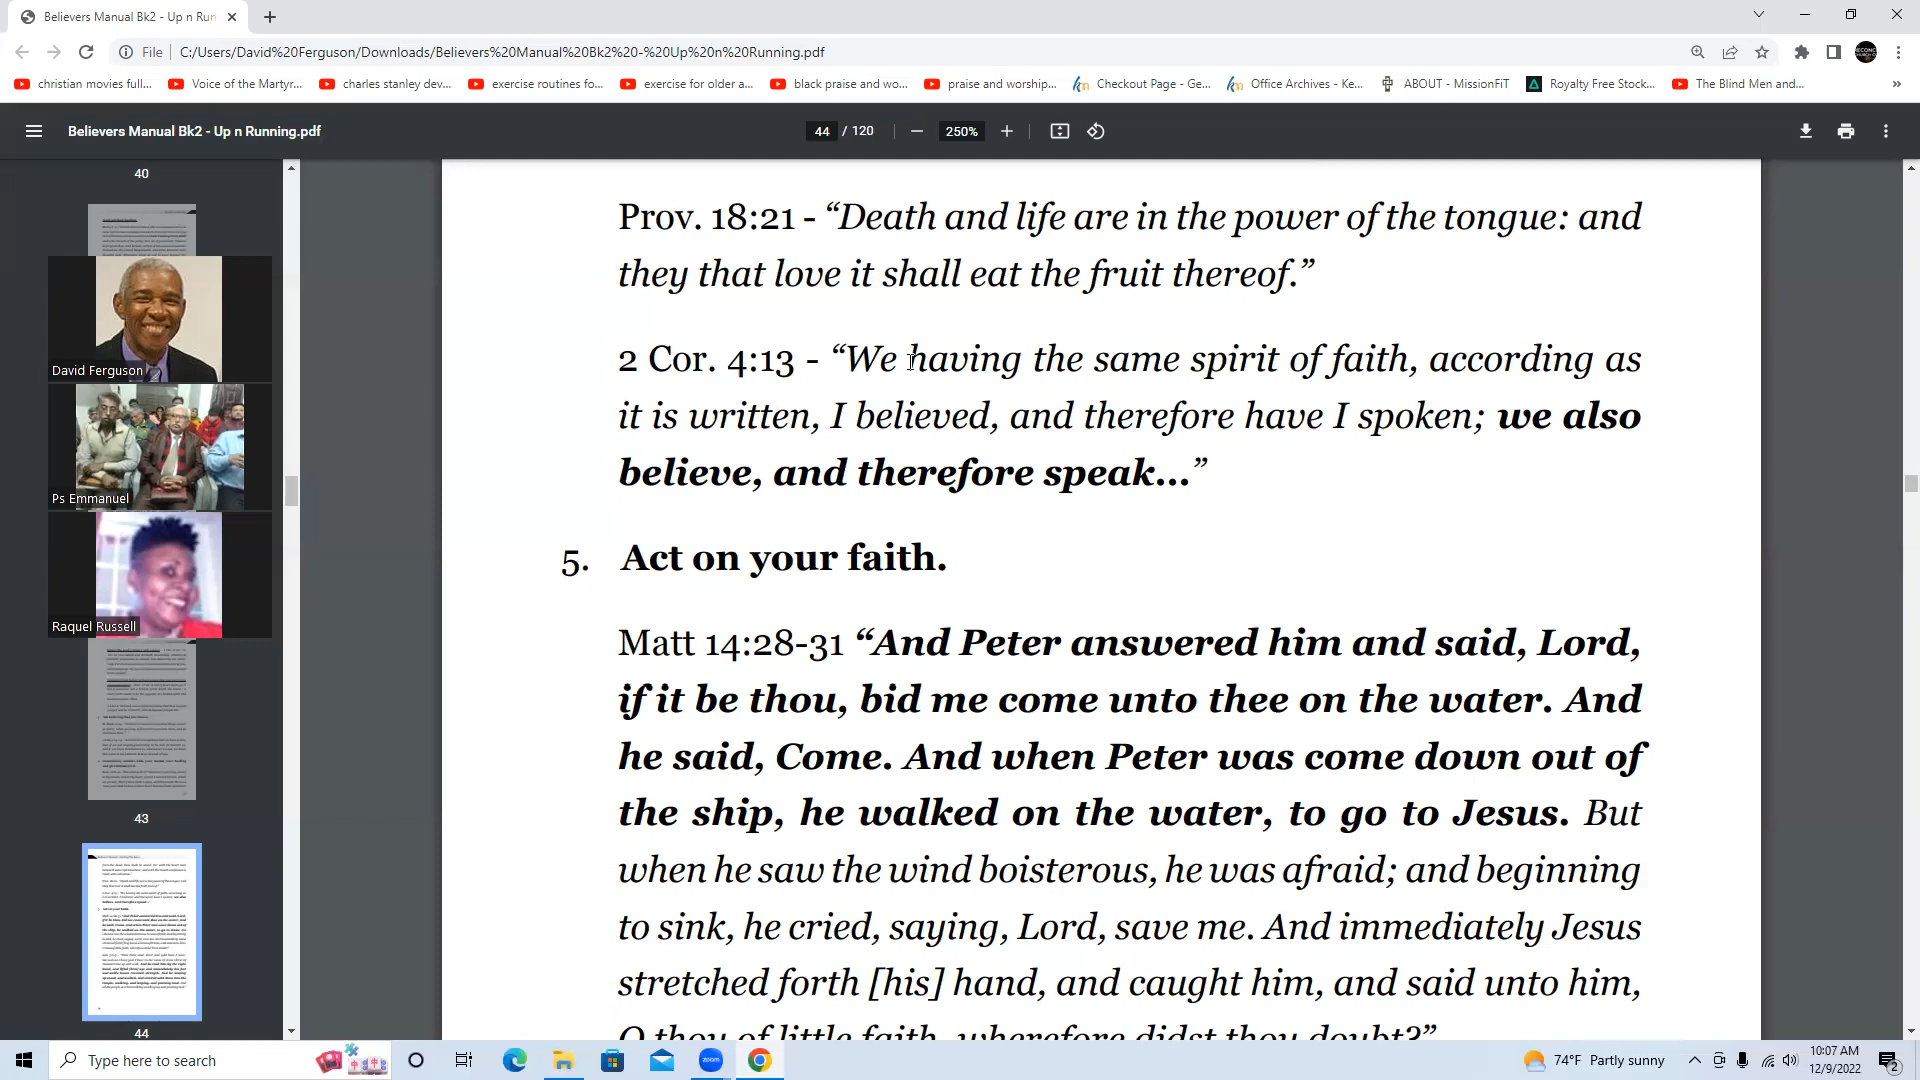 Believers Manual Bk2 - Up n Run
File C:/Users/David%20Ferguson/Downloads/Believers%20Manual%20Bk2%20-%20Up%20n%20Running.pdf
christian movies full... Voice of the Martyr... charles stanley dev... exercise routines fo... exercise for older a... black praise and wo... praise and worship... Checkout Page - Ge... Office Archives - Ke... ABOUT - MissionFiT Royalty Free Stock... The Blind Men and... »
Believers Manual Bk2 - Up n Running.pdf 44 / 120 250%
40
David Ferguson
Ps Emmanuel
Raquel Russell
43
44
Prov. 18:21 - “Death and life are in the power of the tongue: and
they that love it shall eat the fruit thereof.”
2 Cor. 4:13 - “We having the same spirit of faith, according as
it is written, I believed, and therefore have I spoken; we also
believe, and therefore speak...”
5. Act on your faith.
Matt 14:28-31 “And Peter answered him and said, Lord,
if it be thou, bid me come unto thee on the water. And
he said, Come. And when Peter was come down out of
the ship, he walked on the water, to go to Jesus. But
when he saw the wind boisterous, he was afraid; and beginning
to sink, he cried, saying, Lord, save me. And immediately Jesus
stretched forth [his] hand, and caught him, and said unto him,
O thou of little faith, wherefore didst thou doubt?”
Type here to search
zoom
74°F Partly sunny
10:07 AM
12/9/2022
2